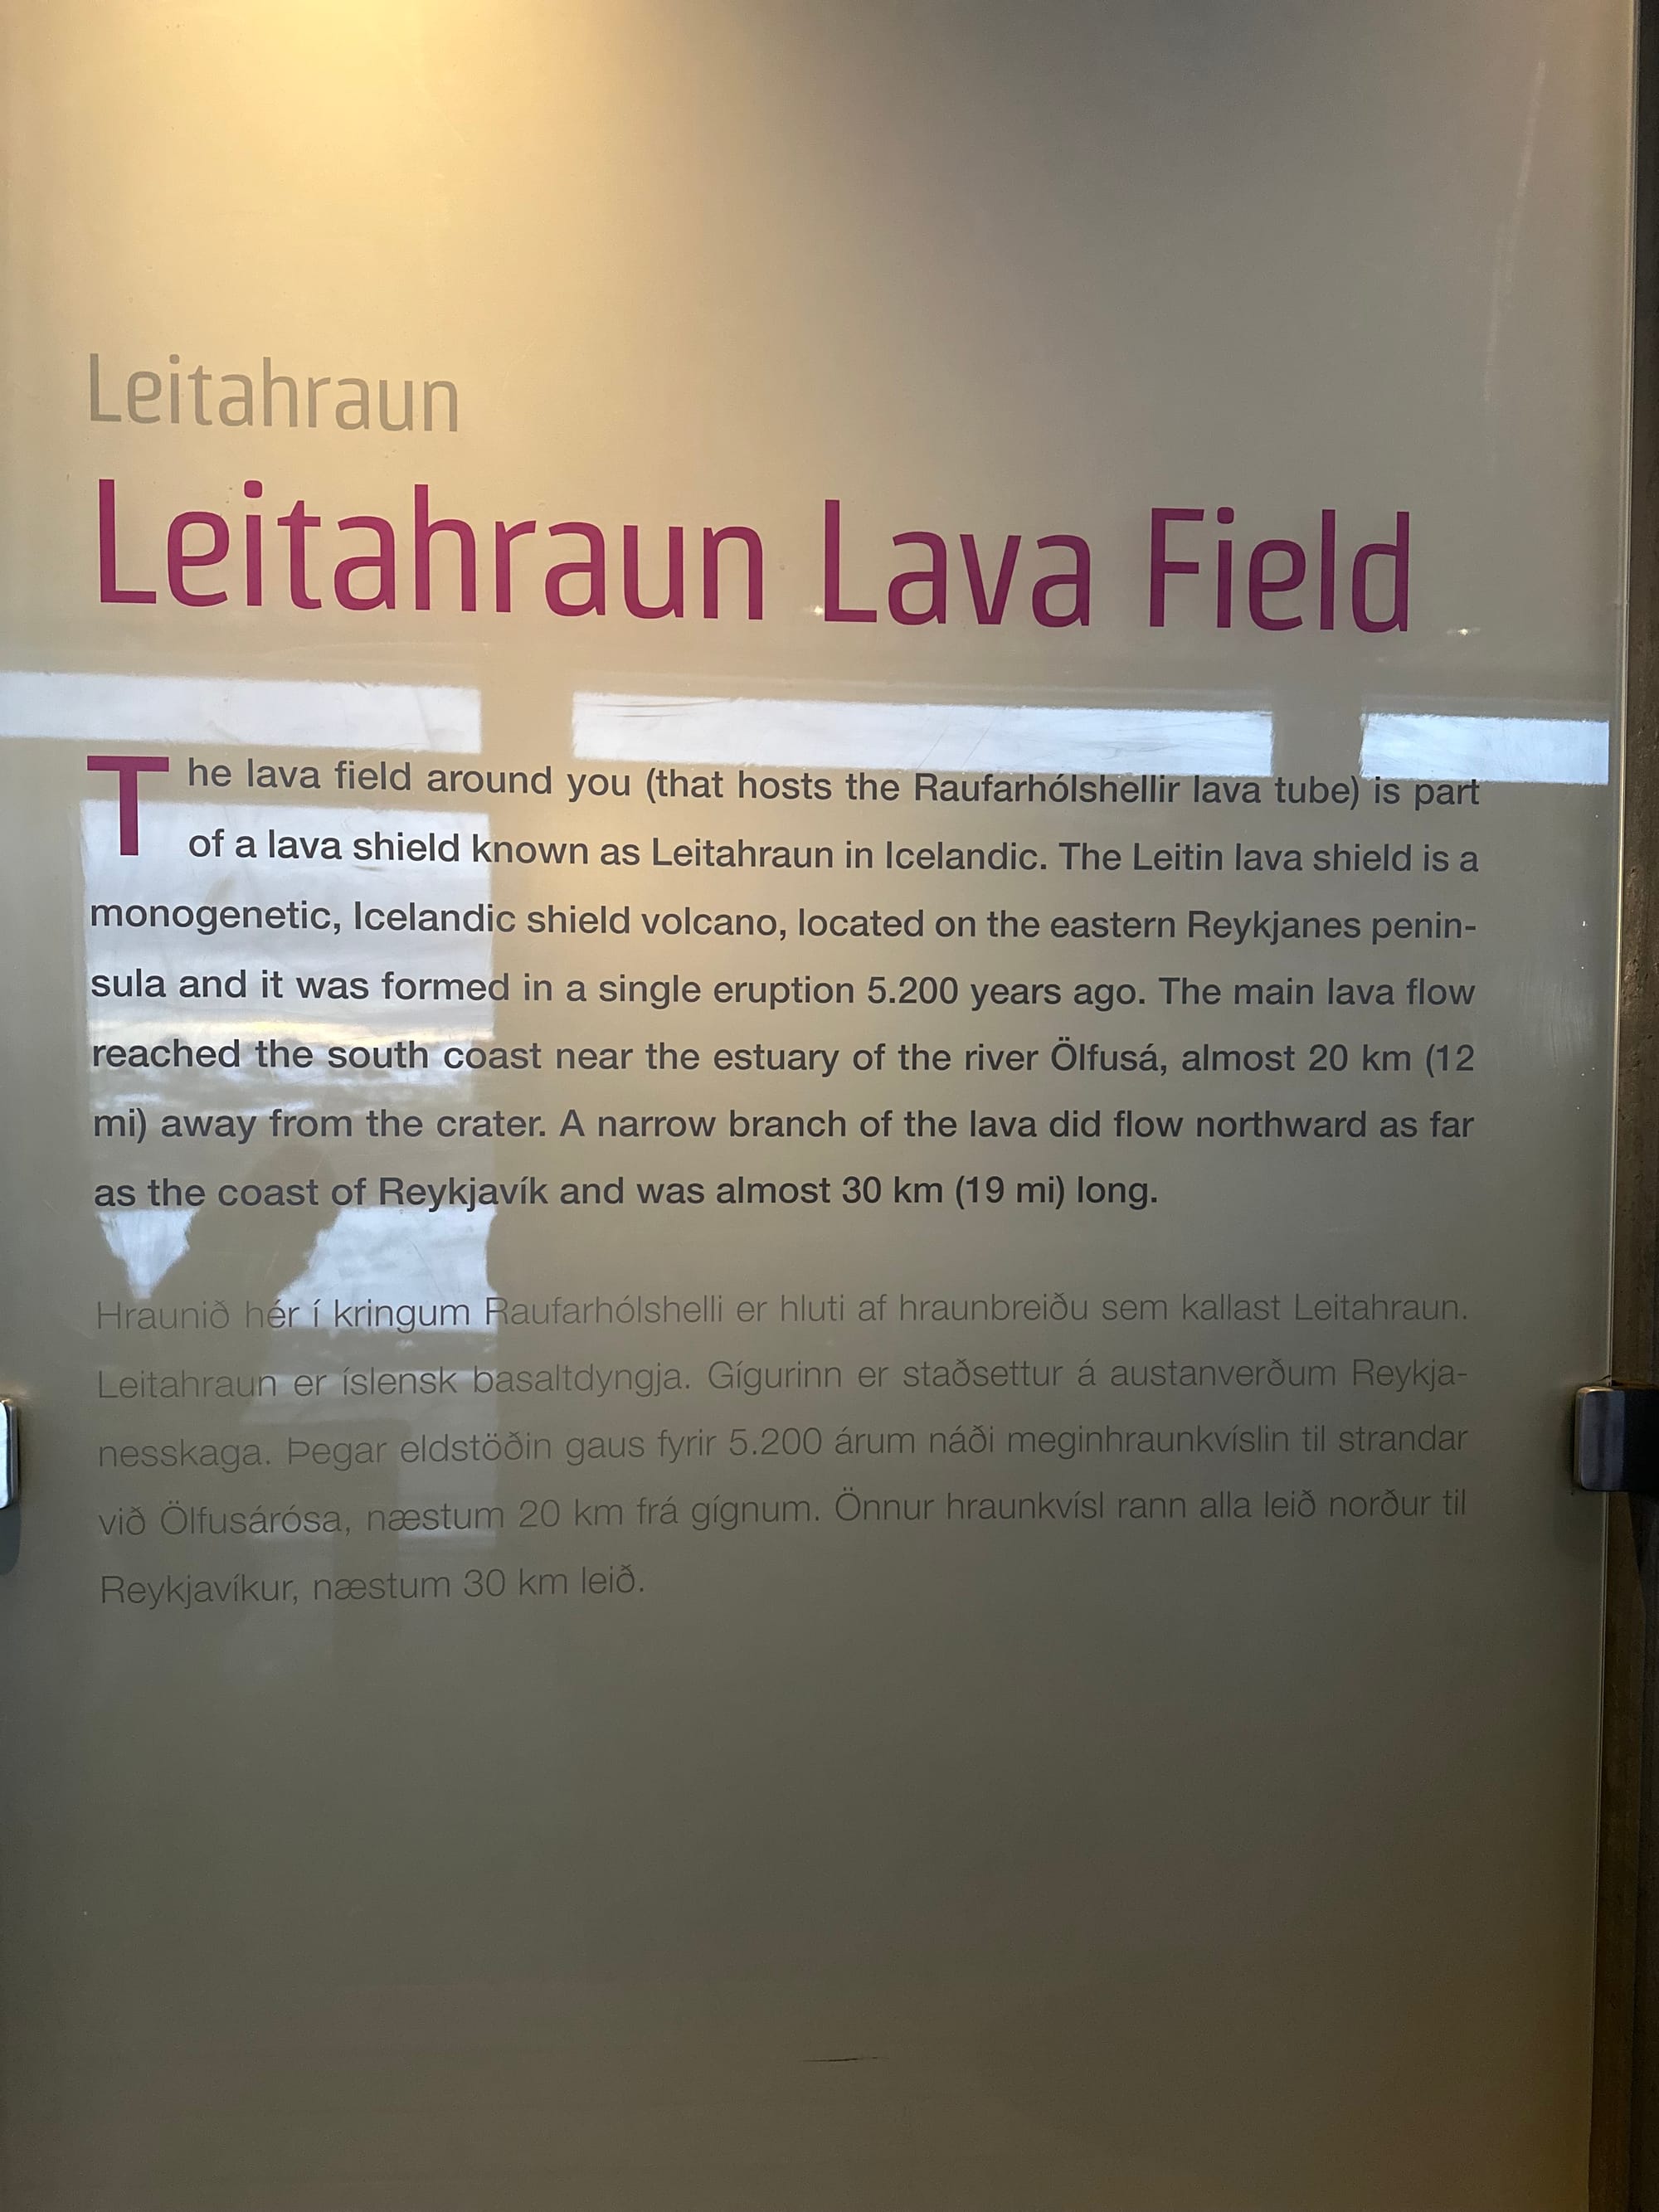 Leitahraun
Leitahraun Lava Field
The lava field around you (that hosts the Raufarhólshellir lava tube) is part
of a lava shield known as Leitahraun in Icelandic. The Leitin lava shield is a
monogenetic, Icelandic shield volcano, located on the eastern Reykjanes penin-
sula and it was formed in a single eruption 5.200 years ago. The main lava flow
reached the south coast near the estuary of the river Ölfusá, almost 20 km (12
mi) away from the crater. A narrow branch of the lava did flow northward as far
as the coast of Reykjavík and was almost 30 km (19 mi) long.
Hraunið hér í kringum Raufarhólshelli er hluti af hraunbreiðu sem kallast Leitahraun.
Leitahraun er íslensk basaltdyngja. Gígurinn er staðsettur á austanverðum Reykja-
nesskaga. Þegar eldstöðin gaus fyrir 5.200 árum náði meginhraunkvíslin til strandar
við Ölfusárósa, næstum 20 km frá gígnum. Önnur hraunkvísl rann alla leið norður til
Reykjavíkur, næstum 30 km leið.